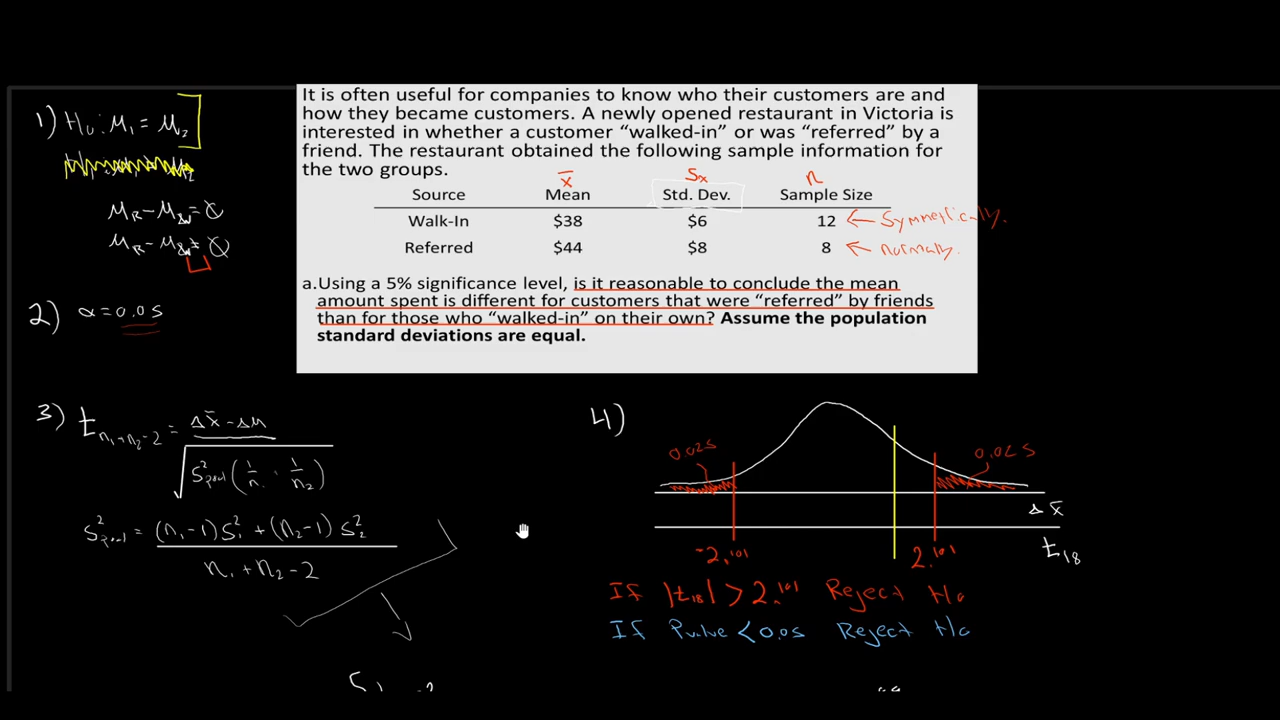 It is often useful for companies to know who their customers are and
how they became customers. A newly opened restaurant in Victoria is
interested in whether a customer “walked-in” or was “referred” by a
friend. The restaurant obtained the following sample information for
the two groups.
x̄ Sx n
Source Mean Std. Dev. Sample Size
Walk-In $38 $6 12 ← Symmetrically.
Referred $44 $8 8 ← normally.
a.Using a 5% significance level, is it reasonable to conclude the mean
amount spent is different for customers that were “referred” by friends
than for those who “walked-in” on their own? Assume the population
standard deviations are equal.
1) H₀: μ₁ = μ₂
μR - μw = 0
μR - μw ≠ 0
2) α = 0.05
3) t n₁+n₂-2 = Δx̄ - Δμ
S²pool (1/n₁ + 1/n₂)
S²pool = (n₁-1)S₁² + (n₂-1)S₂²
n₁ + n₂ - 2
4)
0.025 0.025
Δx̄
-2.101 2.101 t₁₈
If |t₁₈| > 2.101 Reject Ho
If Pvalue < 0.05 Reject Ho